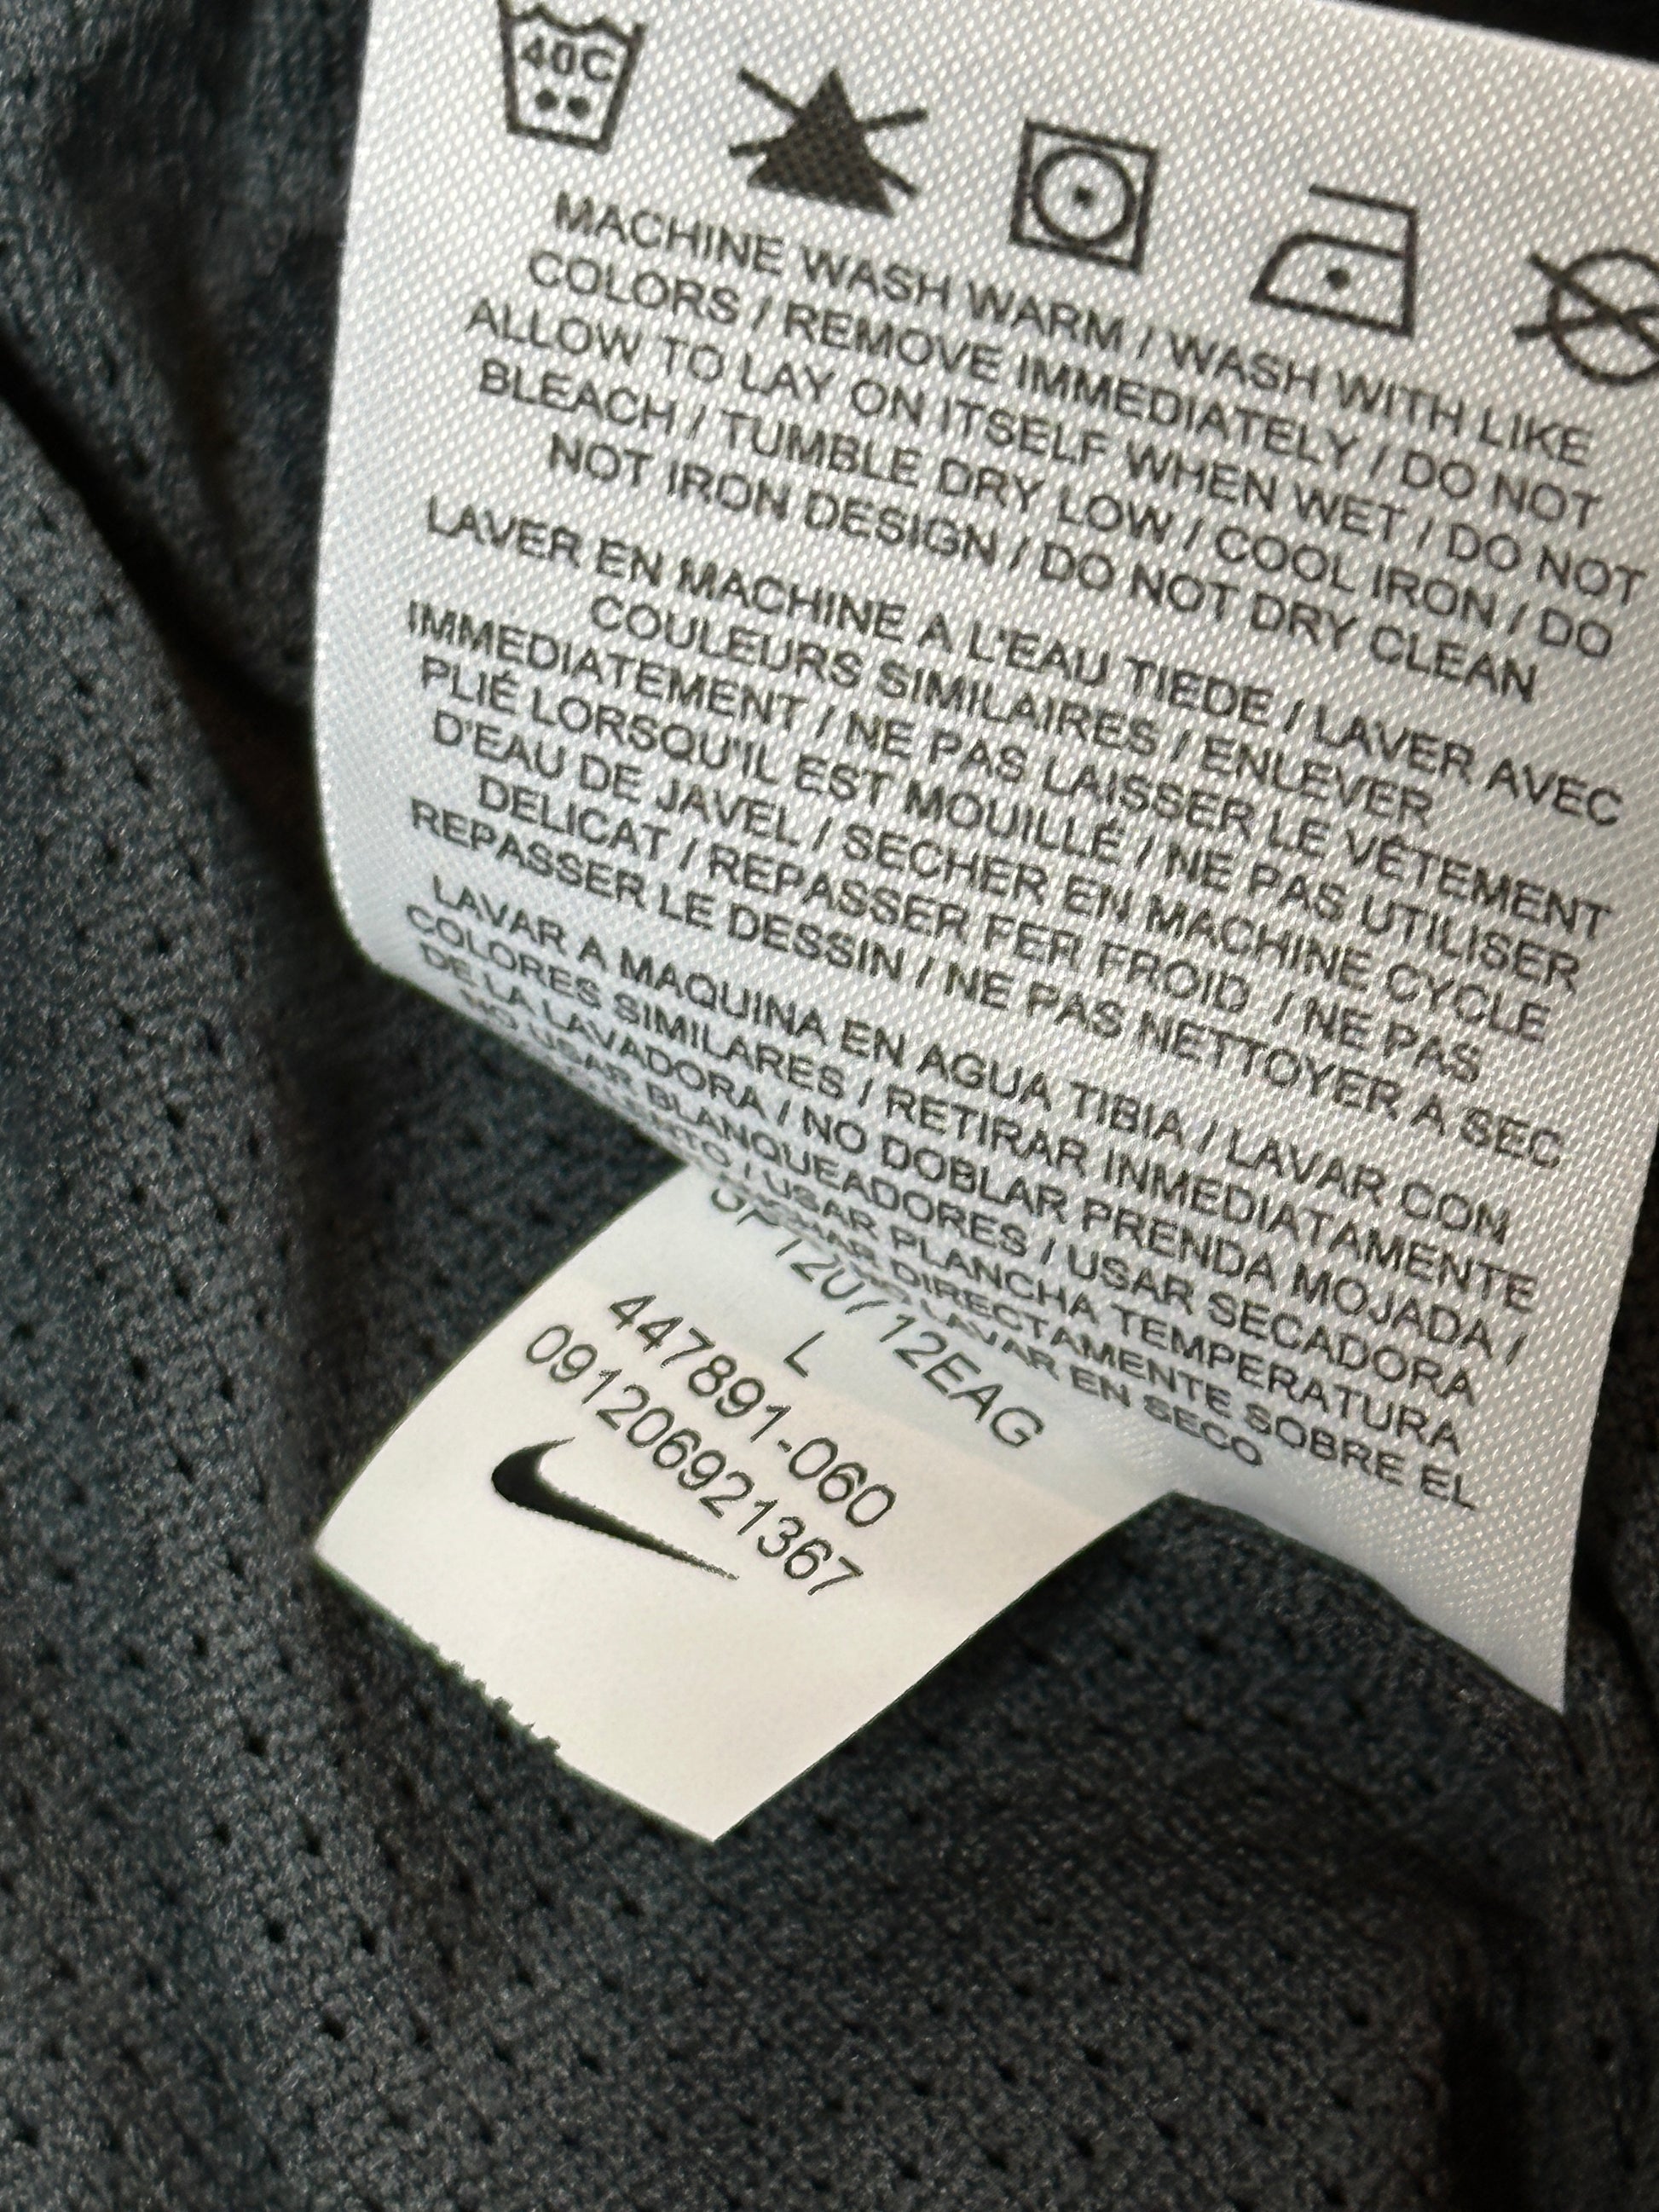 40C
MACHINE WASH WARM / WASH WITH LIKE
COLORS / REMOVE IMMEDIATELY / DO NOT
ALLOW TO LAY ON ITSELF WHEN WET / DO NOT
BLEACH / TUMBLE DRY LOW / COOL IRON / DO
NOT IRON DESIGN / DO NOT DRY CLEAN
LAVER EN MACHINE A L'EAU TIEDE / LAVER AVEC
COULEURS SIMILAIRES / ENLEVER
IMMEDIATEMENT / NE PAS LAISSER LE VÊTEMENT
PLIÉ LORSQU'IL EST MOUILLÉ / NE PAS UTILISER
D'EAU DE JAVEL / SECHER EN MACHINE CYCLE
DELICAT / REPASSER FER FROID / NE PAS
REPASSER LE DESSIN / NE PAS NETTOYER A SEC
LAVAR A MAQUINA EN AGUA TIBIA / LAVAR CON
COLORES SIMILARES / RETIRAR INMEDIATAMENTE
DE LA LAVADORA / NO DOBLAR PRENDA MOJADA /
NO USAR BLANQUEADORES / USAR SECADORA
/ USAR PLANCHA TEMPERATURA
DIRECTAMENTE SOBRE EL
LAVAR EN SECO
L
447891-060
091206921367